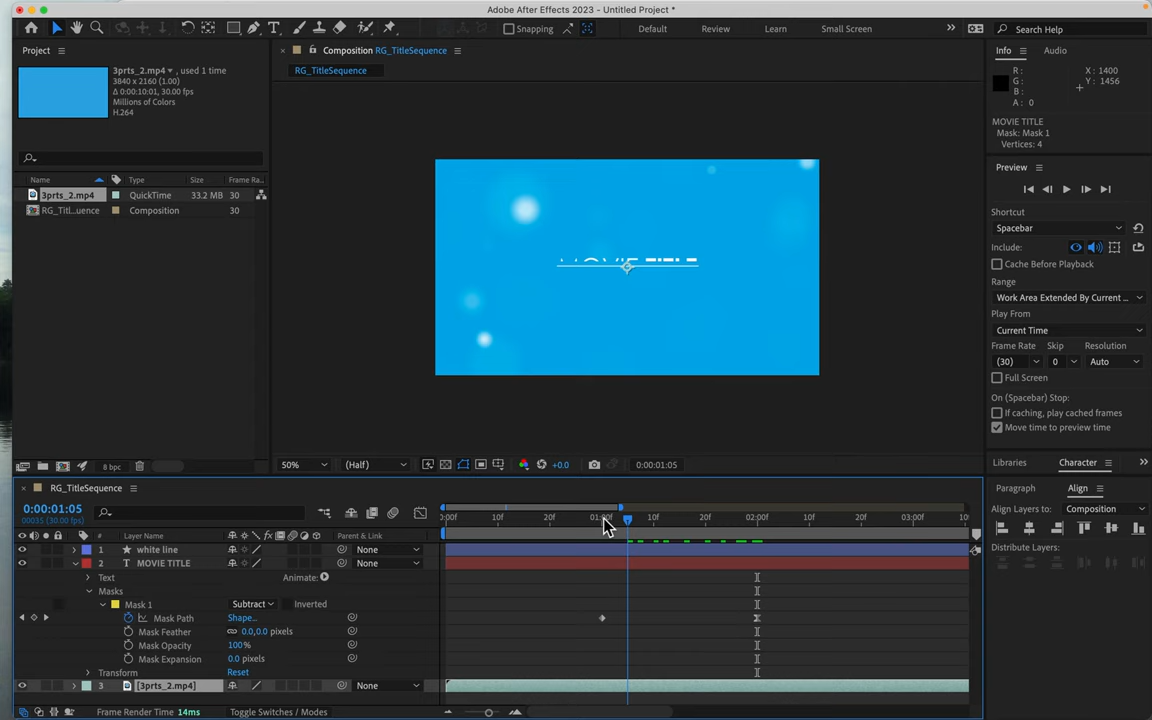 Adobe After Effects 2023 - Untitled Project *
Snapping
Default
Review
Learn
Small Screen
Search Help
Project
3prts_2.mp4 , used 1 time
3840 x 2160 (1.00)
Δ 0:00:10:01, 30.00 fps
Millions of Colors
H.264
Name Type Size Frame Ra..
3prts_2.mp4 QuickTime 33.2 MB 30
RG_Titl...uence Composition 30
8 bpc
Composition RG_TitleSequence
RG_TitleSequence
MOVIE TITLE
50% (Half) +0.0 0:00:01:05
Info Audio
R :
G :
B :
A : 0
X : 1400
Y : 1456
MOVIE TITLE
Mask: Mask 1
Vertices: 4
Preview
Shortcut
Spacebar
Include:
Cache Before Playback
Range
Work Area Extended By Current ...
Play From
Current Time
Frame Rate Skip Resolution
(30) 0 Auto
Full Screen
On (Spacebar) Stop:
If caching, play cached frames
Move time to preview time
Libraries Character
Paragraph Align
Align Layers to: Composition
Distribute Layers:
RG_TitleSequence
0:00:01:05
00035 (30.00 fps)
:00f 10f 20f 01:00f 10f 20f 02:00f 10f 20f 03:00f 10f
# Layer Name fx Parent & Link
1 white line None
2 T MOVIE TITLE None
Text Animate:
Masks
Mask 1 Subtract Inverted
Mask Path Shape...
Mask Feather 0.0,0.0 pixels
Mask Opacity 100%
Mask Expansion 0.0 pixels
Transform Reset
3 [3prts_2.mp4] None
Frame Render Time 14ms Toggle Switches / Modes